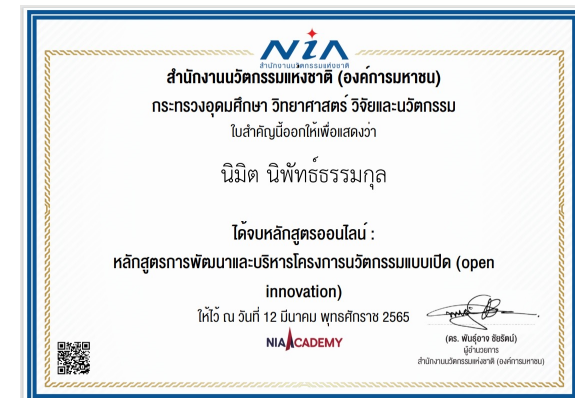 NiA
สำนักงานนวัตกรรมแห่งชาติ
สำนักงานนวัตกรรมแห่งชาติ (องค์การมหาชน)
กระทรวงอุดมศึกษา วิทยาศาสตร์ วิจัยและนวัตกรรม
ใบสำคัญนี้ออกให้เพื่อแสดงว่า
นิมิต นิพัทธ์ธรรมกุล
ได้จบหลักสูตรออนไลน์ :
หลักสูตรการพัฒนาและบริหารโครงการนวัตกรรมแบบเปิด (open
innovation)
ให้ไว้ ณ วันที่ 12 มีนาคม พุทธศักราช 2565
NIA ACADEMY
(ดร. พันธุ์อาจ ชัยรัตน์)
ผู้อำนวยการ
สำนักงานนวัตกรรมแห่งชาติ (องค์การมหาชน)